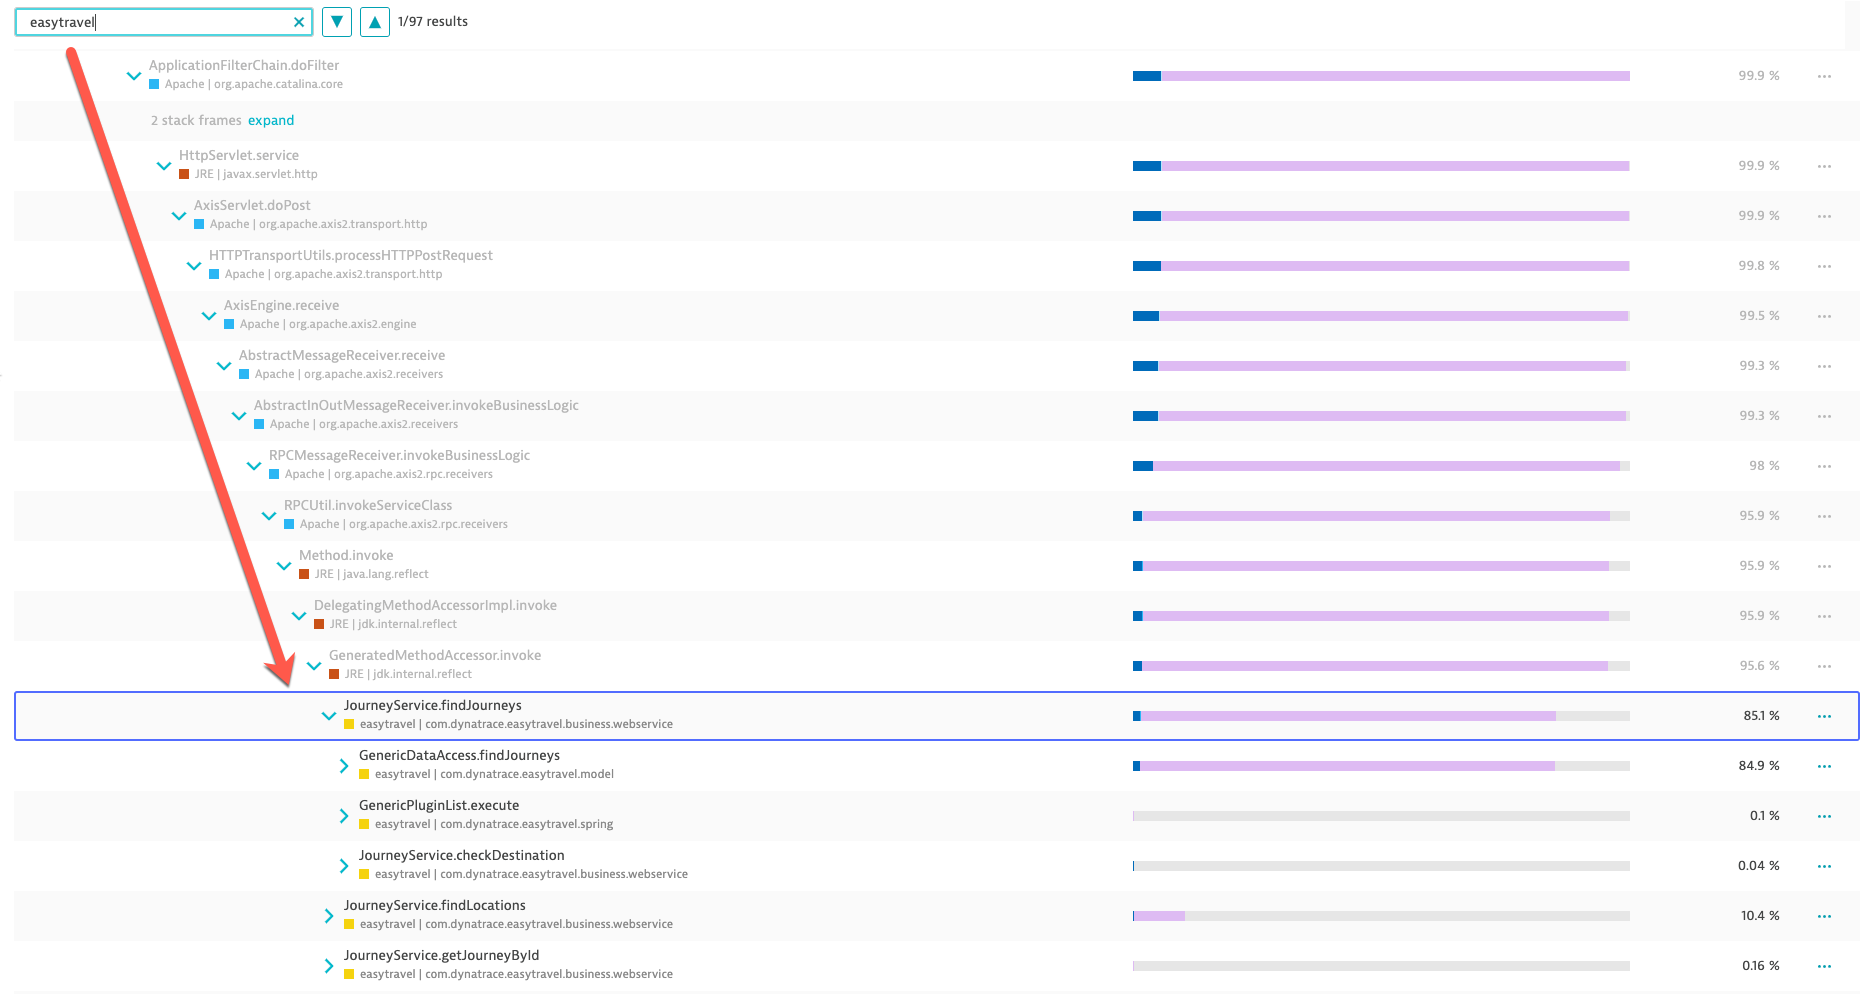 easytravel
1/97 results
ApplicationFilterChain.doFilter
Apache | org.apache.catalina.core
99.9 %
2 stack frames expand
HttpServlet.service
JRE | javax.servlet.http
99.9 %
AxisServlet.doPost
Apache | org.apache.axis2.transport.http
99.9 %
HTTPTransportUtils.processHTTPPostRequest
Apache | org.apache.axis2.transport.http
99.8 %
AxisEngine.receive
Apache | org.apache.axis2.engine
99.5 %
AbstractMessageReceiver.receive
Apache | org.apache.axis2.receivers
99.3 %
AbstractInOutMessageReceiver.invokeBusinessLogic
Apache | org.apache.axis2.receivers
99.3 %
RPCMessageReceiver.invokeBusinessLogic
Apache | org.apache.axis2.rpc.receivers
98 %
RPCUtil.invokeServiceClass
Apache | org.apache.axis2.rpc.receivers
95.9 %
Method.invoke
JRE | java.lang.reflect
95.9 %
DelegatingMethodAccessorImpl.invoke
JRE | jdk.internal.reflect
95.9 %
GeneratedMethodAccessor.invoke
JRE | jdk.internal.reflect
95.6 %
JourneyService.findJourneys
easytravel | com.dynatrace.easytravel.business.webservice
85.1 %
GenericDataAccess.findJourneys
easytravel | com.dynatrace.easytravel.model
84.9 %
GenericPluginList.execute
easytravel | com.dynatrace.easytravel.spring
0.1 %
JourneyService.checkDestination
easytravel | com.dynatrace.easytravel.business.webservice
0.04 %
JourneyService.findLocations
easytravel | com.dynatrace.easytravel.business.webservice
10.4 %
JourneyService.getJourneyById
easytravel | com.dynatrace.easytravel.business.webservice
0.16 %